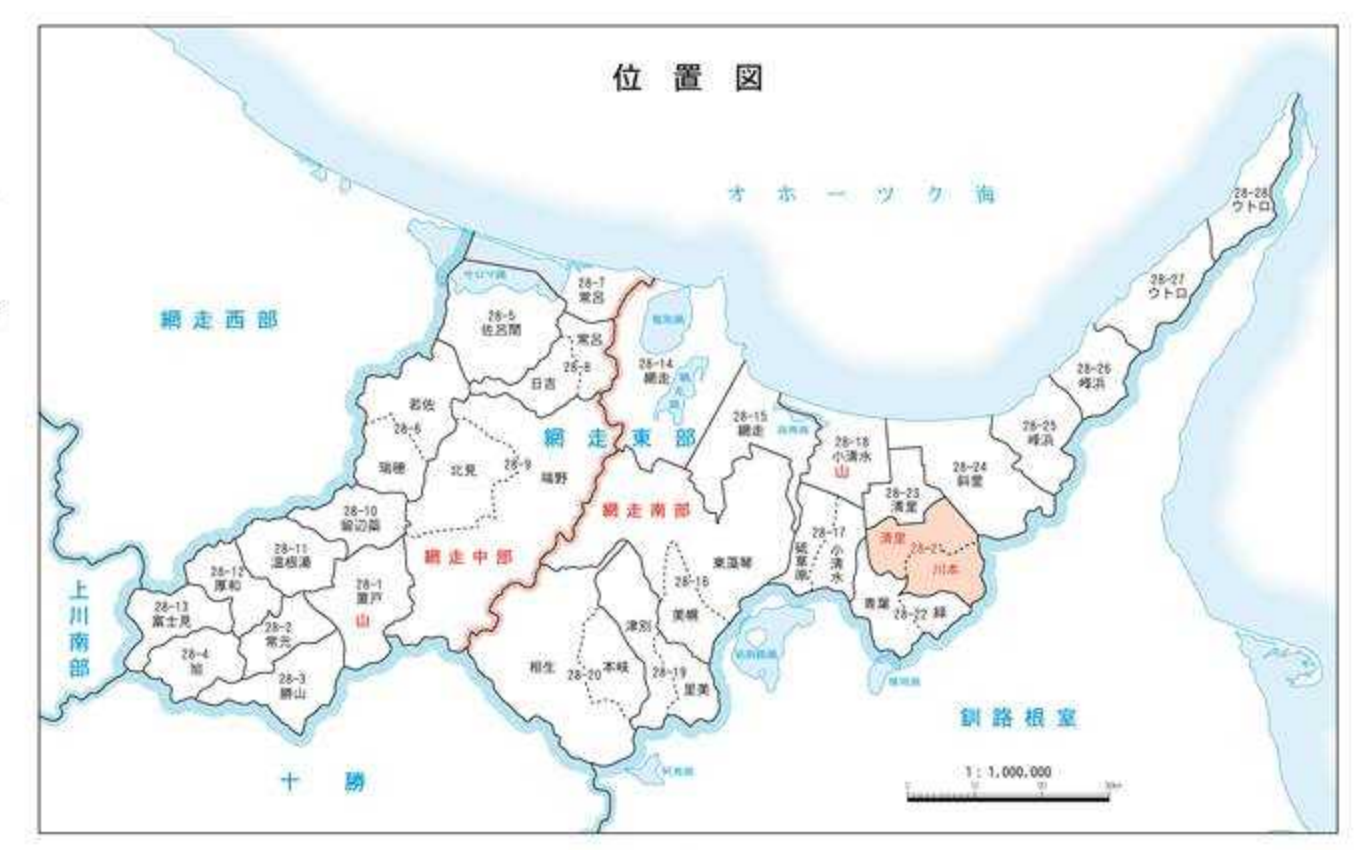 位置図
オホーツク海
28-28
ウトロ
28-27
ウトロ
サロマ湖
28-7
常呂
網走西部
28-5
佐呂間
常呂
28-8
日吉
28-14
網走
28-26
峰浜
若佐
28-6
瑞穂
28-15
網走
28-25
峰浜
網走東部
28-18
小清水
山
北見
28-9
端野
28-24
斜里
28-23
清里
28-10
留辺蘂
網走南部
28-17
小清水
清里
28-2
川本
28-11
温根湯
網走中部
東藻琴
28-12
厚和
28-1
置戸
山
28-16
美幌
上川南部
28-13
富士見
28-2
常元
青葉
28-22
緑
津別
28-4
相生
28-20
本岐
28-19
里美
28-3
勝山
釧路根室
十勝
1:1,000,000